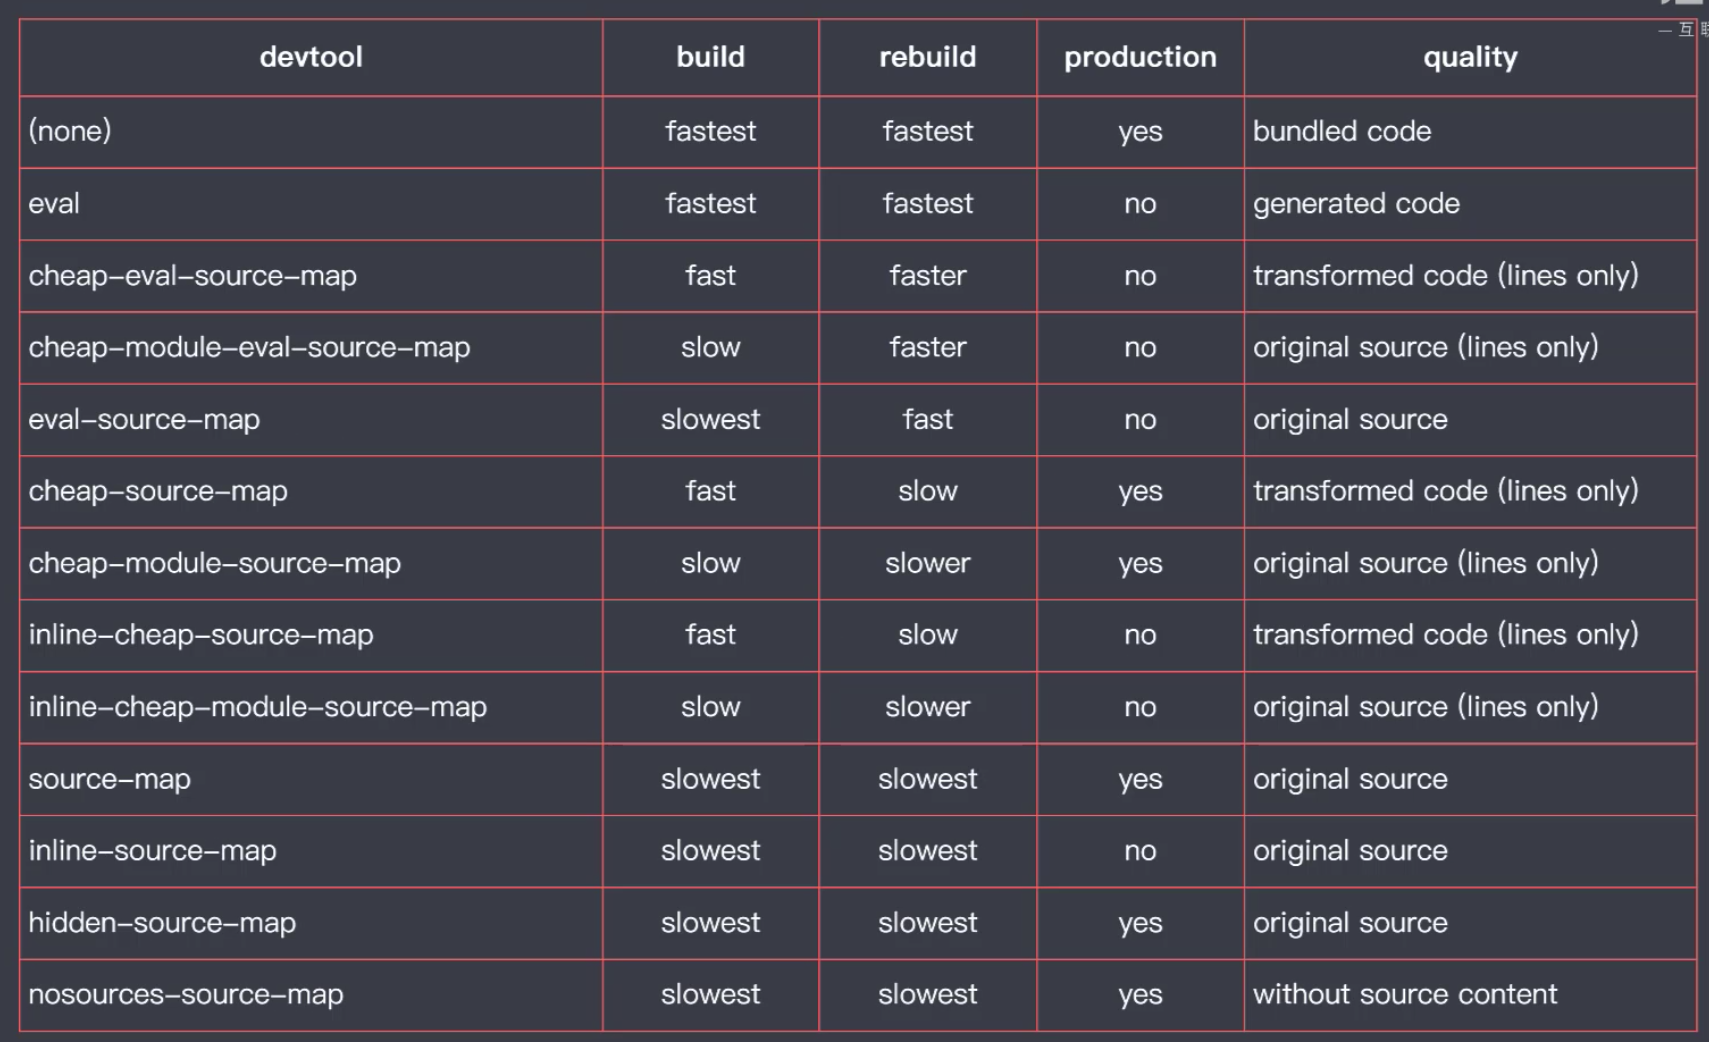 — 互联
devtool build rebuild production quality
(none) fastest fastest yes bundled code
eval fastest fastest no generated code
cheap-eval-source-map fast faster no transformed code (lines only)
cheap-module-eval-source-map slow faster no original source (lines only)
eval-source-map slowest fast no original source
cheap-source-map fast slow yes transformed code (lines only)
cheap-module-source-map slow slower yes original source (lines only)
inline-cheap-source-map fast slow no transformed code (lines only)
inline-cheap-module-source-map slow slower no original source (lines only)
source-map slowest slowest yes original source
inline-source-map slowest slowest no original source
hidden-source-map slowest slowest yes original source
nosources-source-map slowest slowest yes without source content